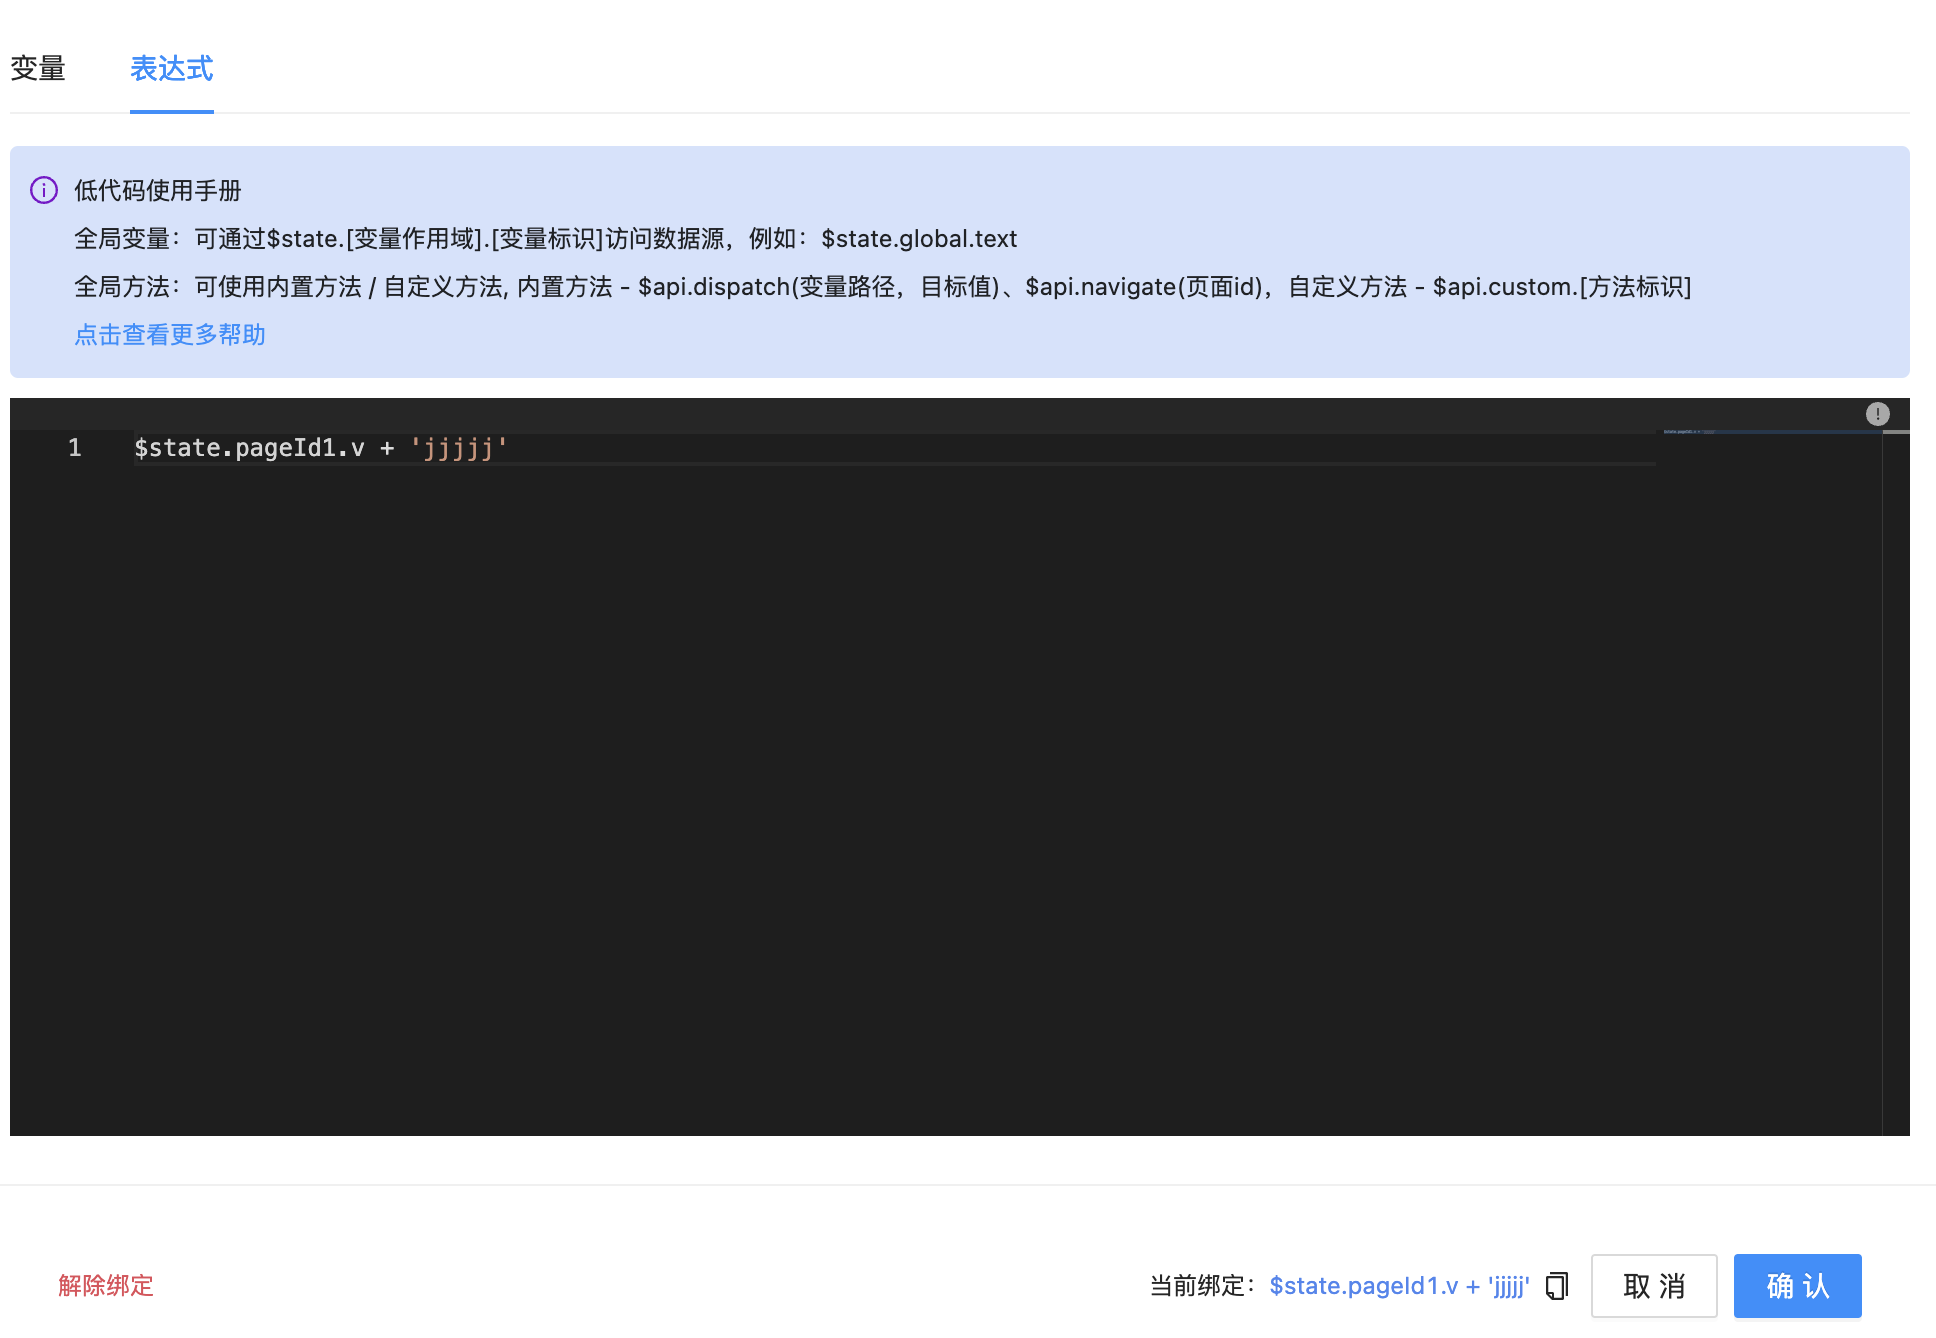 变量 表达式
低代码使用手册
全局变量：可通过$state.[变量作用域].[变量标识]访问数据源，例如：$state.global.text
全局方法：可使用内置方法 / 自定义方法, 内置方法 - $api.dispatch(变量路径，目标值)、$api.navigate(页面id)，自定义方法 - $api.custom.[方法标识]
点击查看更多帮助
1 $state.pageId1.v + 'jjjjj'
解除绑定 当前绑定：$state.pageId1.v + 'jjjjj' 取 消 确 认